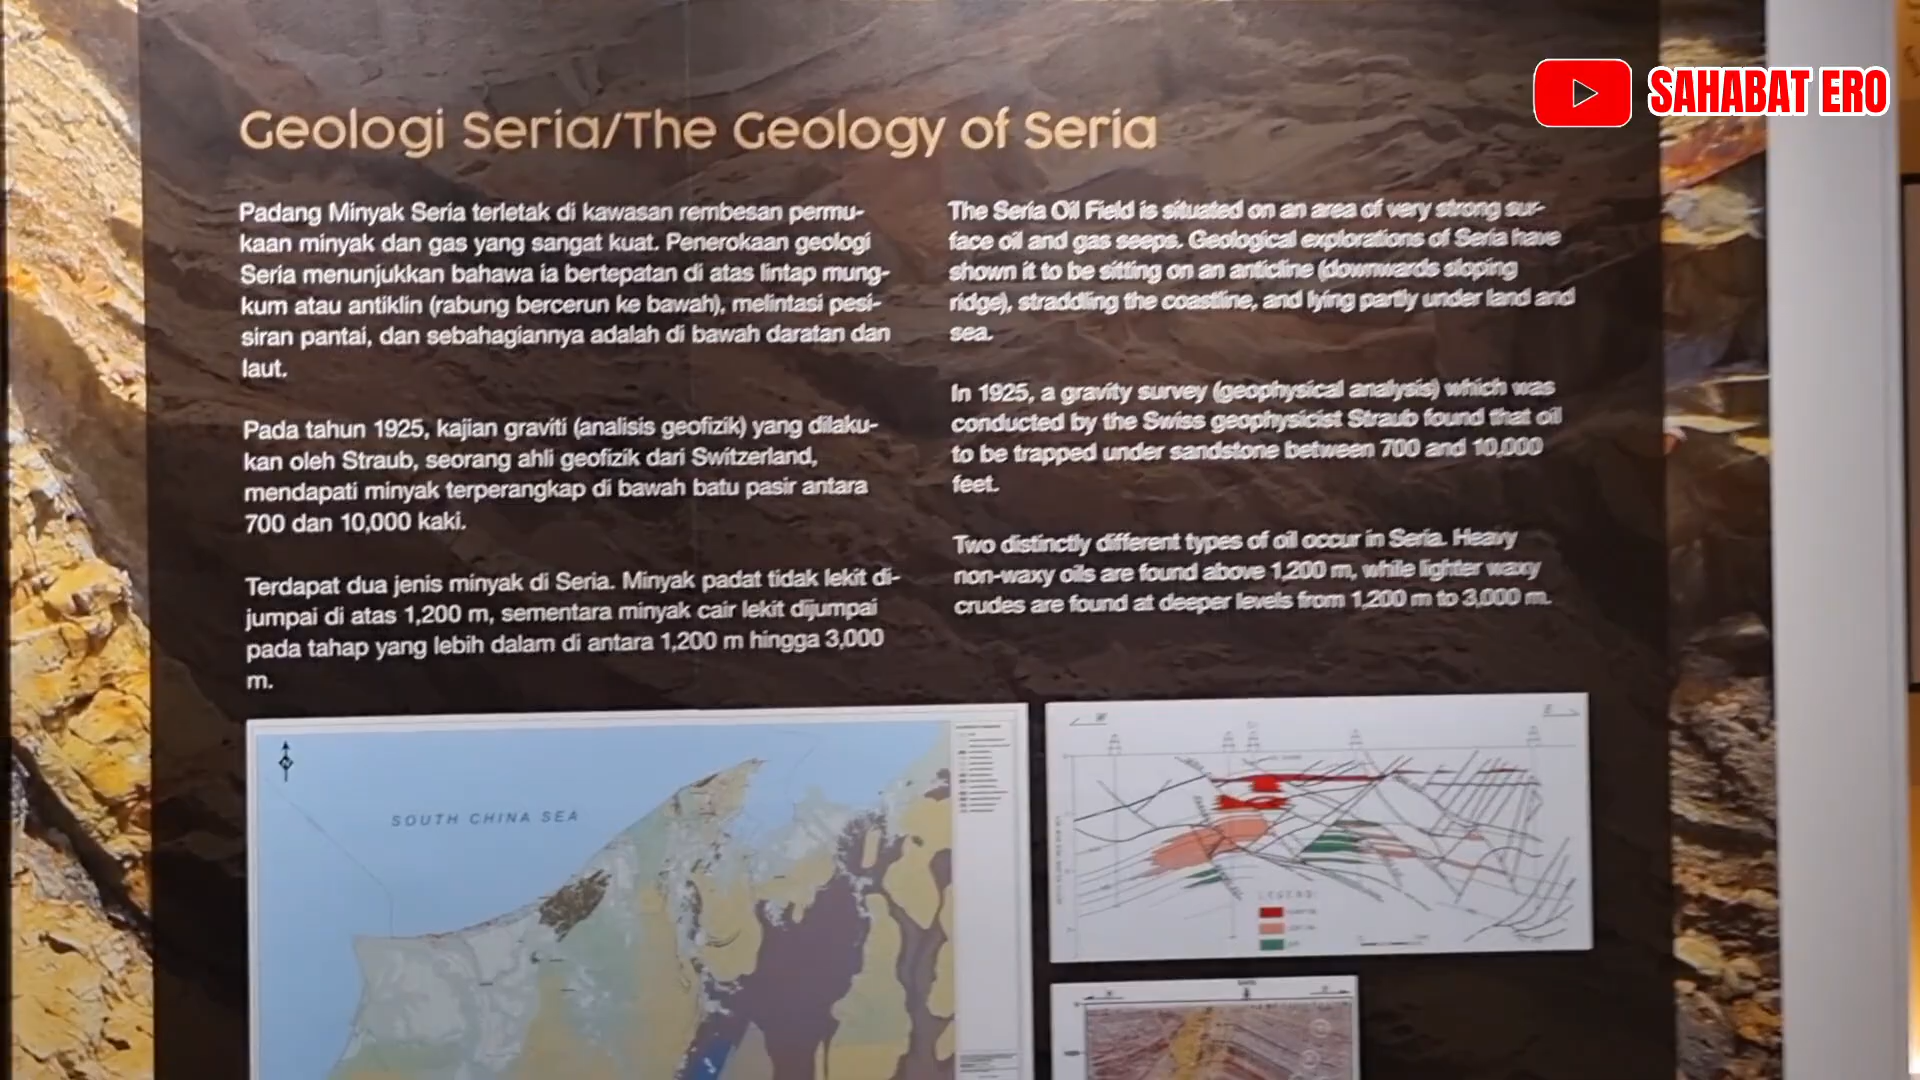 SAHABAT ERO
Geologi Seria/The Geology of Seria
Padang Minyak Seria terletak di kawasan rembesan permu-
kaan minyak dan gas yang sangat kuat. Penerokaan geologi
Seria menunjukkan bahawa ia bertepatan di atas lintap mung-
kum atau antiklin (rabung bercerun ke bawah), melintasi pesi-
siran pantai, dan sebahagiannya adalah di bawah daratan dan
laut.
Pada tahun 1925, kajian graviti (analisis geofizik) yang dilaku-
kan oleh Straub, seorang ahli geofizik dari Switzerland,
mendapati minyak terperangkap di bawah batu pasir antara
700 dan 10,000 kaki.
Terdapat dua jenis minyak di Seria. Minyak padat tidak lekit di-
jumpai di atas 1,200 m, sementara minyak cair lekit dijumpai
pada tahap yang lebih dalam di antara 1,200 m hingga 3,000
m.
The Seria Oil Field is situated on an area of very strong sur-
face oil and gas seeps. Geological explorations of Seria have
shown it to be sitting on an anticline (downwards sloping
ridge), straddling the coastline, and lying partly under land and
sea.
In 1925, a gravity survey (geophysical analysis) which was
conducted by the Swiss geophysicist Straub found that oil
to be trapped under sandstone between 700 and 10,000
feet.
Two distinctly different types of oil occur in Seria. Heavy
non-waxy oils are found above 1,200 m, while lighter waxy
crudes are found at deeper levels from 1,200 m to 3,000 m.
N
SOUTH CHINA SEA
LEGEND: